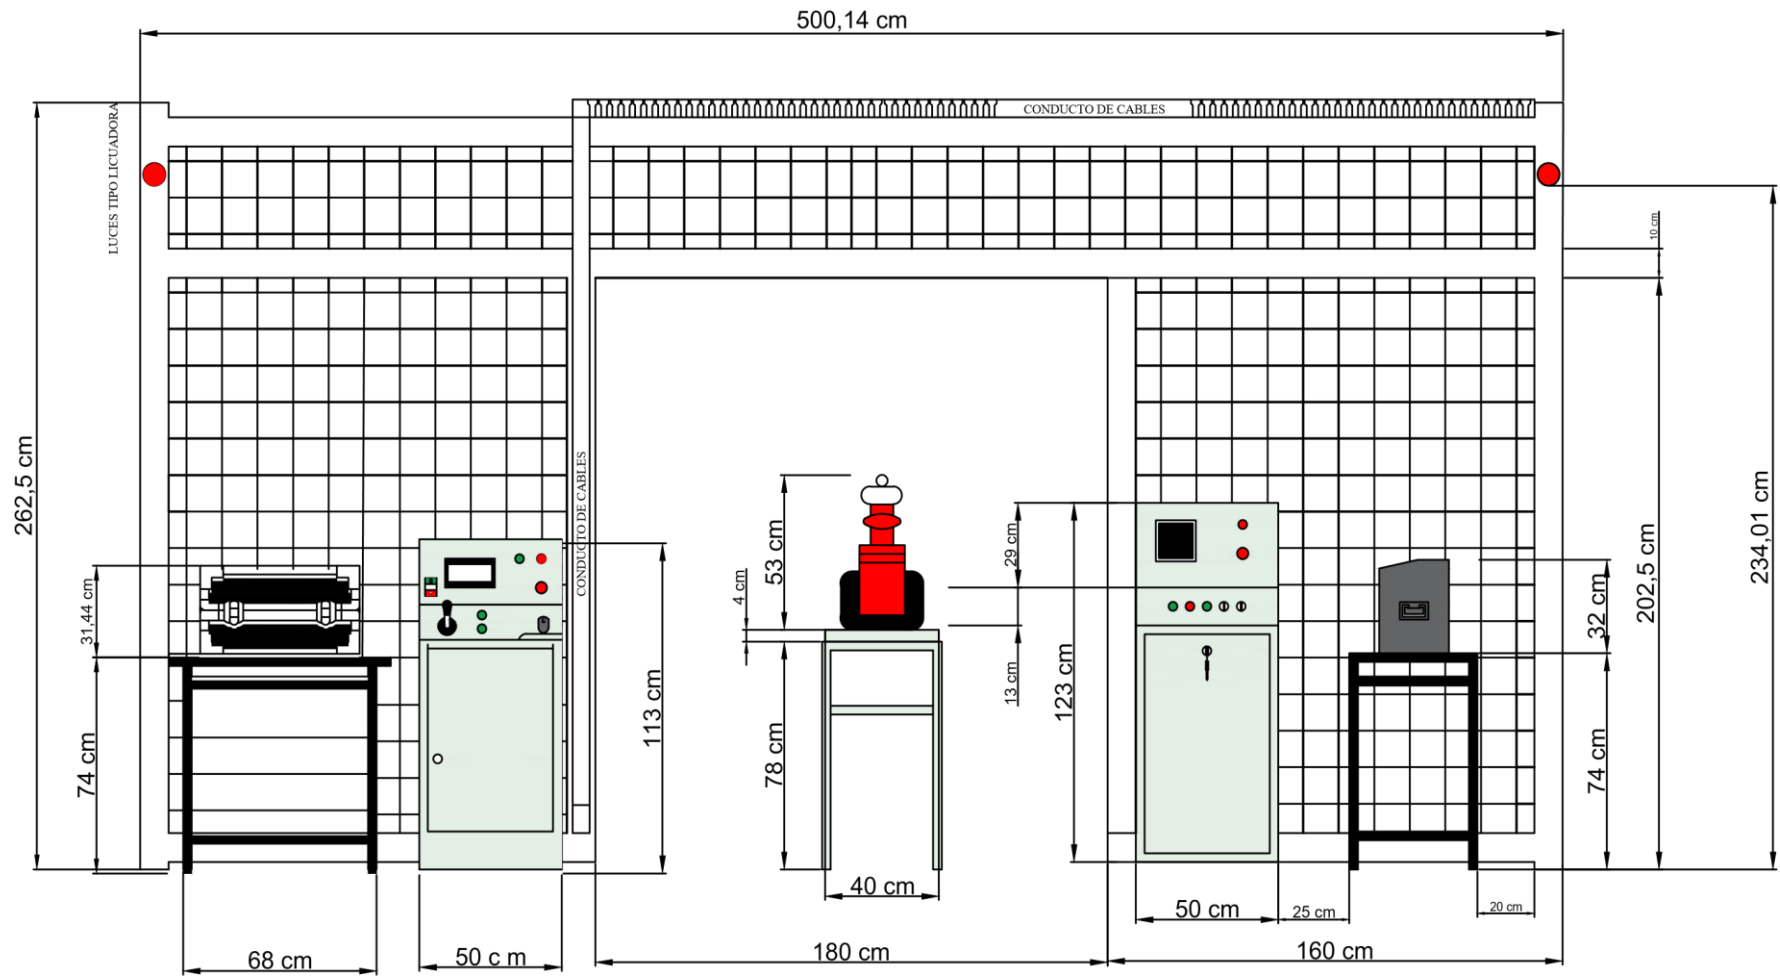 500,14 cm
CONDUCTO DE CABLES
LUCES TIPO LICUADORA
10 cm
262,5 cm
CONDUCTO DE CABLES
53 cm
29 cm
234,01 cm
202,5 cm
31,44 cm
4 cm
32 cm
13 cm
123 cm
113 cm
74 cm
78 cm
74 cm
40 cm
50 cm
25 cm
20 cm
68 cm
50 c m
180 cm
160 cm